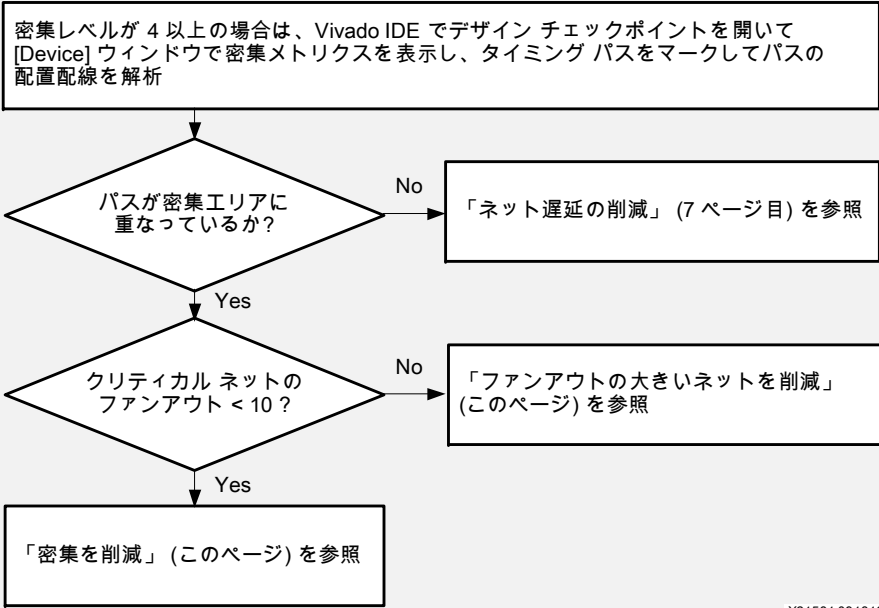 密集レベルが 4 以上の場合は、Vivado IDE でデザイン チェックポイントを開いて
[Device] ウィンドウで密集メトリクスを表示し、タイミング パスをマークしてパスの
配置配線を解析
パスが密集エリアに
重なっているか?
No
「ネット遅延の削減」 (7 ページ目) を参照
Yes
クリティカル ネットの
ファンアウト < 10 ?
No
「ファンアウトの大きいネットを削減」
(このページ) を参照
Yes
「密集を削減」 (このページ) を参照